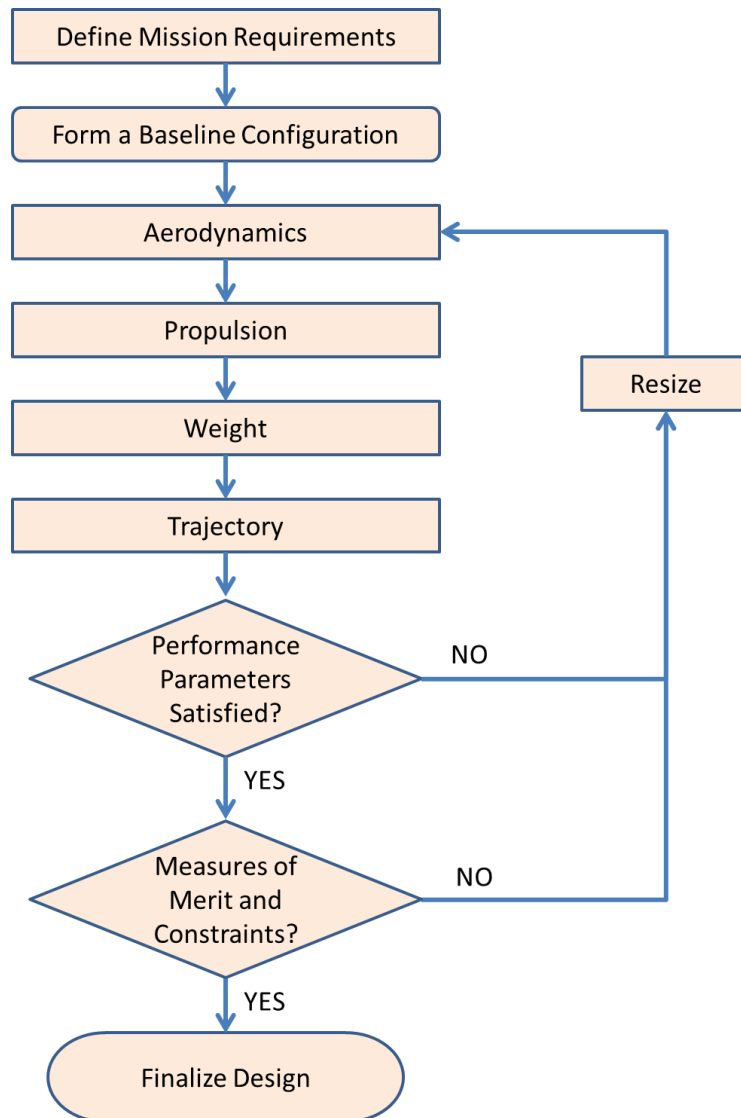 Define Mission Requirements
Form a Baseline Configuration
Aerodynamics
Propulsion
Resize
Weight
Trajectory
Performance
Parameters
Satisfied?
NO
YES
Measures of
Merit and
Constraints?
NO
YES
Finalize Design